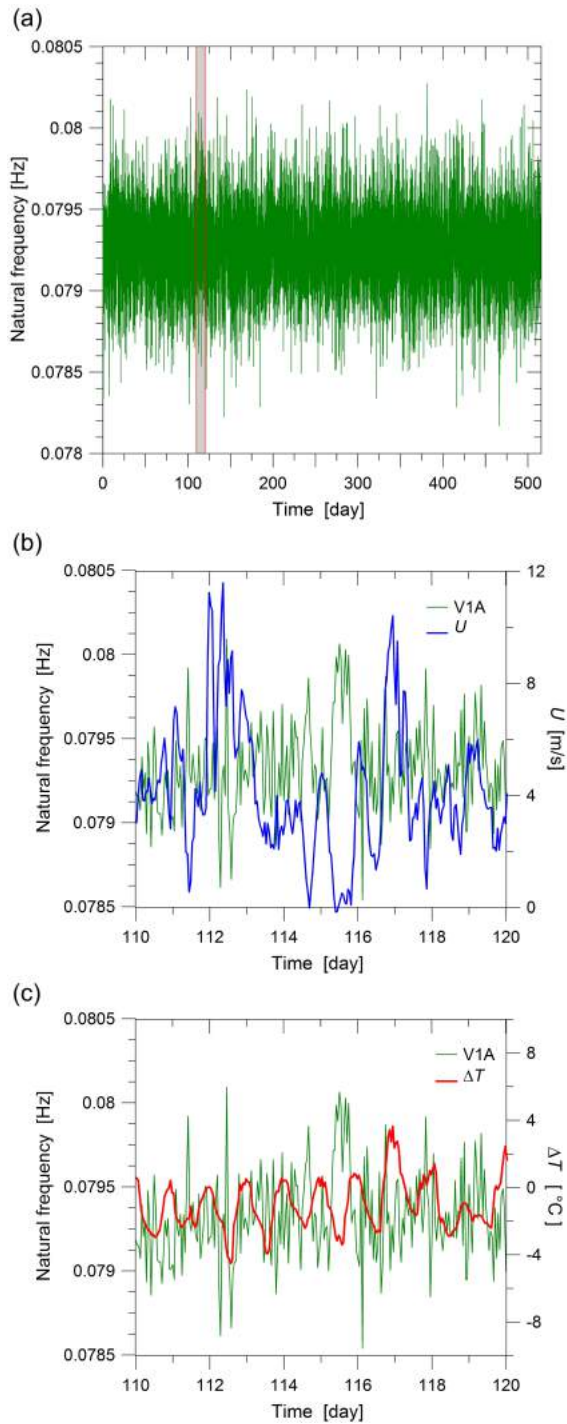 (a)
0.0805
0.08
0.0795
0.079
0.0785
0.078
Natural frequency [Hz]
0 100 200 300 400 500
Time [day]
(b)
0.0805
0.08
0.0795
0.079
0.0785
Natural frequency [Hz]
V1A
U
12
8
4
0
U [m/s]
110 112 114 116 118 120
Time [day]
(c)
0.0805
0.08
0.0795
0.079
0.0785
Natural frequency [Hz]
V1A
ΔT
8
4
0
-4
-8
ΔT [°C]
110 112 114 116 118 120
Time [day]